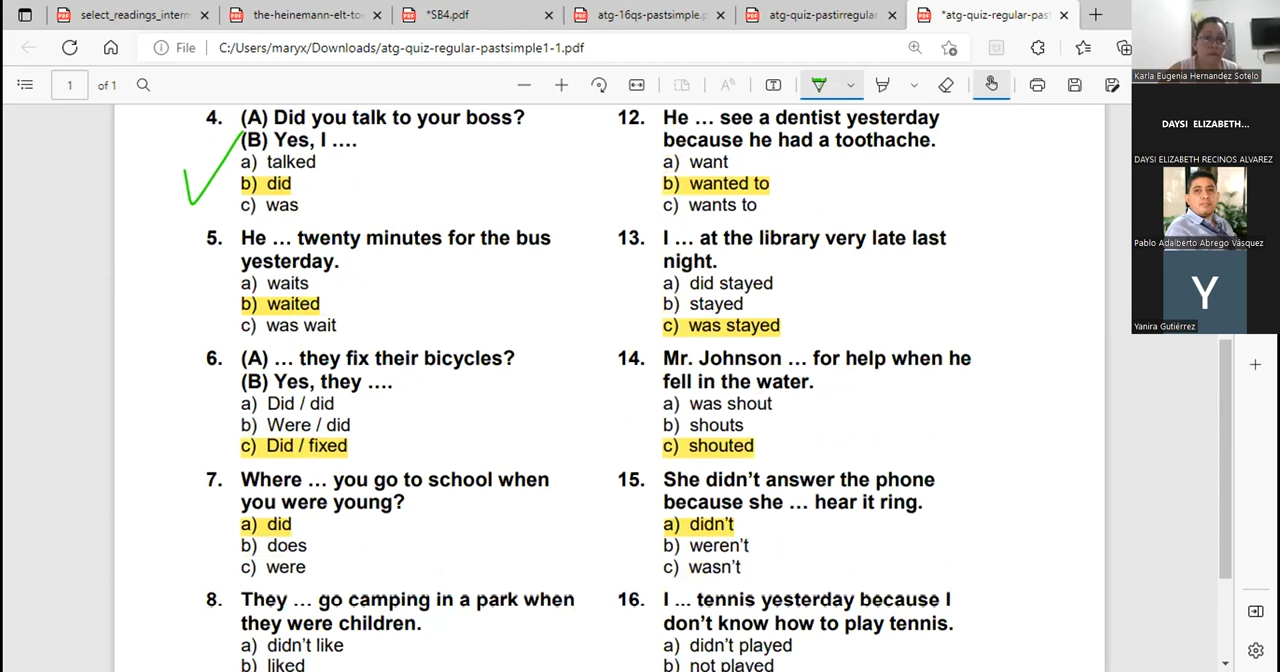 select_readings_interm
the-heinemann-elt-to
*SB4.pdf
atg-16qs-pastsimple.p
atg-quiz-pastirregular
*atg-quiz-regular-pas
File
C:/Users/maryx/Downloads/atg-quiz-regular-pastsimple1-1.pdf
1 of 1
4. (A) Did you talk to your boss?
(B) Yes, I ….
a) talked
b) did
c) was
5. He … twenty minutes for the bus
yesterday.
a) waits
b) waited
c) was wait
6. (A) … they fix their bicycles?
(B) Yes, they ….
a) Did / did
b) Were / did
c) Did / fixed
7. Where … you go to school when
you were young?
a) did
b) does
c) were
8. They … go camping in a park when
they were children.
a) didn't like
b) liked
12. He … see a dentist yesterday
because he had a toothache.
a) want
b) wanted to
c) wants to
13. I … at the library very late last
night.
a) did stayed
b) stayed
c) was stayed
14. Mr. Johnson … for help when he
fell in the water.
a) was shout
b) shouts
c) shouted
15. She didn't answer the phone
because she … hear it ring.
a) didn't
b) weren't
c) wasn't
16. I … tennis yesterday because I
don't know how to play tennis.
a) didn't played
b) not played
Karla Eugenia Hernandez Sotelo
DAYSI ELIZABETH...
DAYSI ELIZABETH RECINOS ALVAREZ
Pablo Adalberto Abrego Vásquez
Y
Yanira Gutiérrez